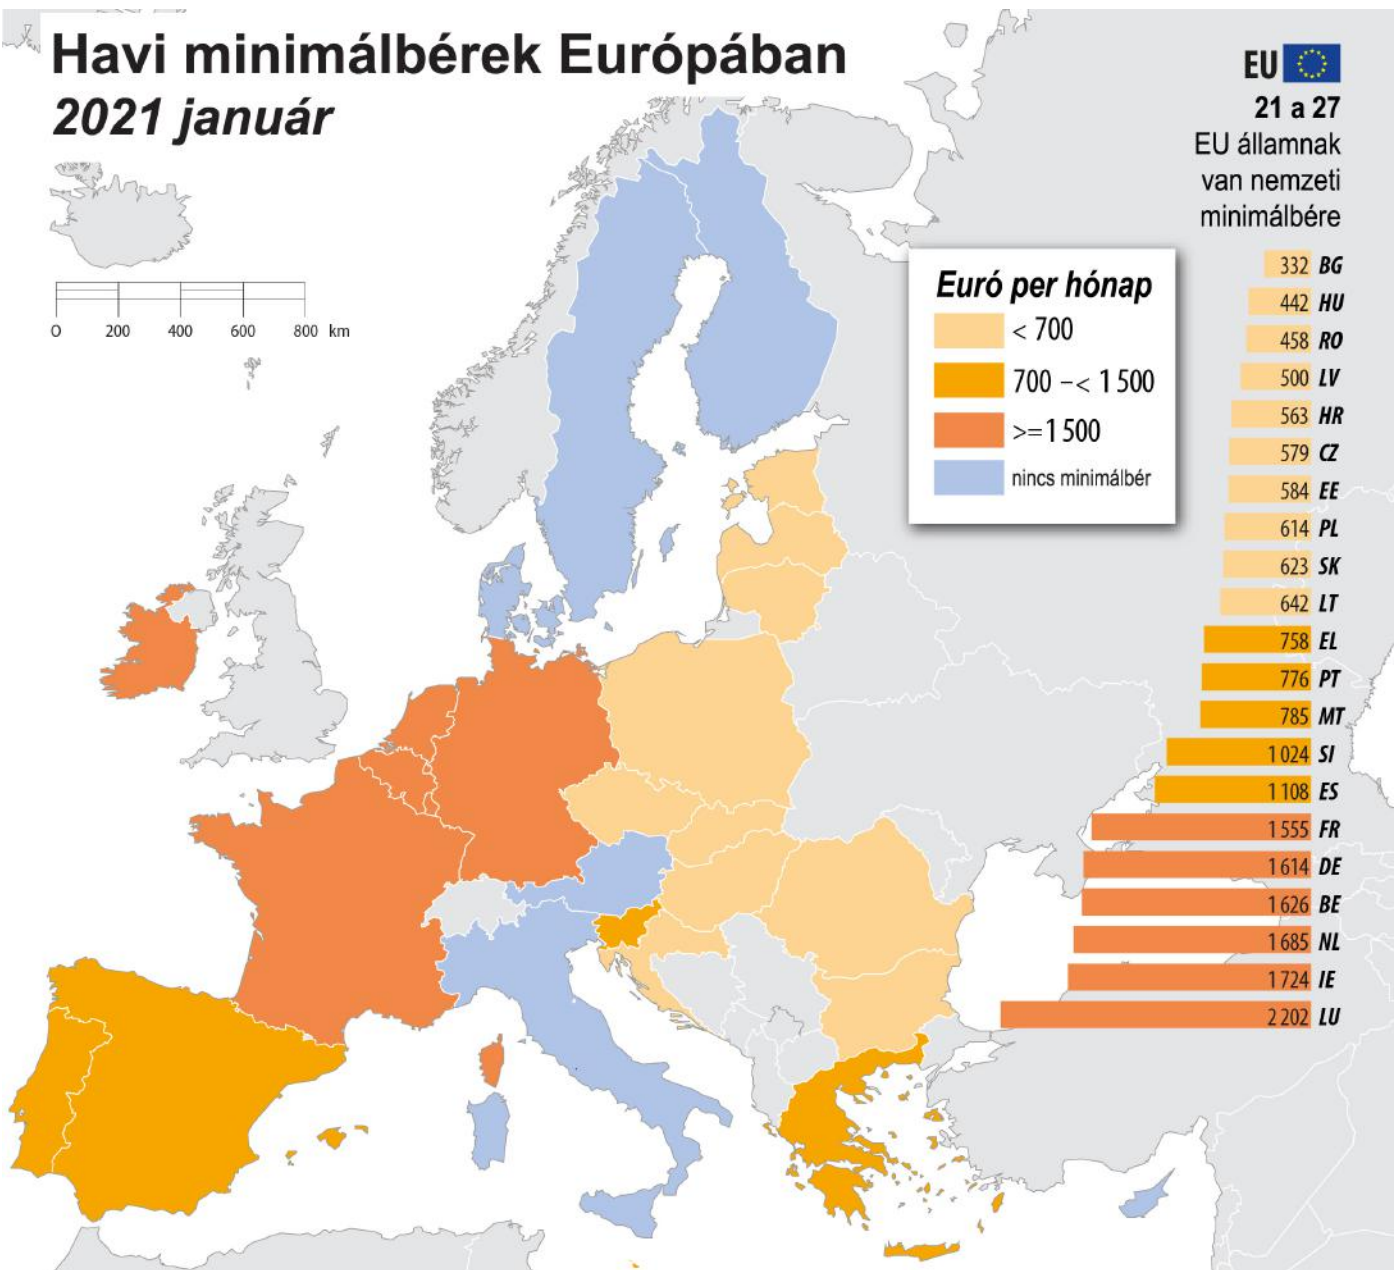 Havi minimálbérek Európában
2021 január
EU
21 a 27
EU államnak
van nemzeti
minimálbére
0 200 400 600 800 km
Euró per hónap
< 700
700 –< 1 500
>=1 500
nincs minimálbér
332 BG
442 HU
458 RO
500 LV
563 HR
579 CZ
584 EE
614 PL
623 SK
642 LT
758 EL
776 PT
785 MT
1 024 SI
1 108 ES
1 555 FR
1 614 DE
1 626 BE
1 685 NL
1 724 IE
2 202 LU